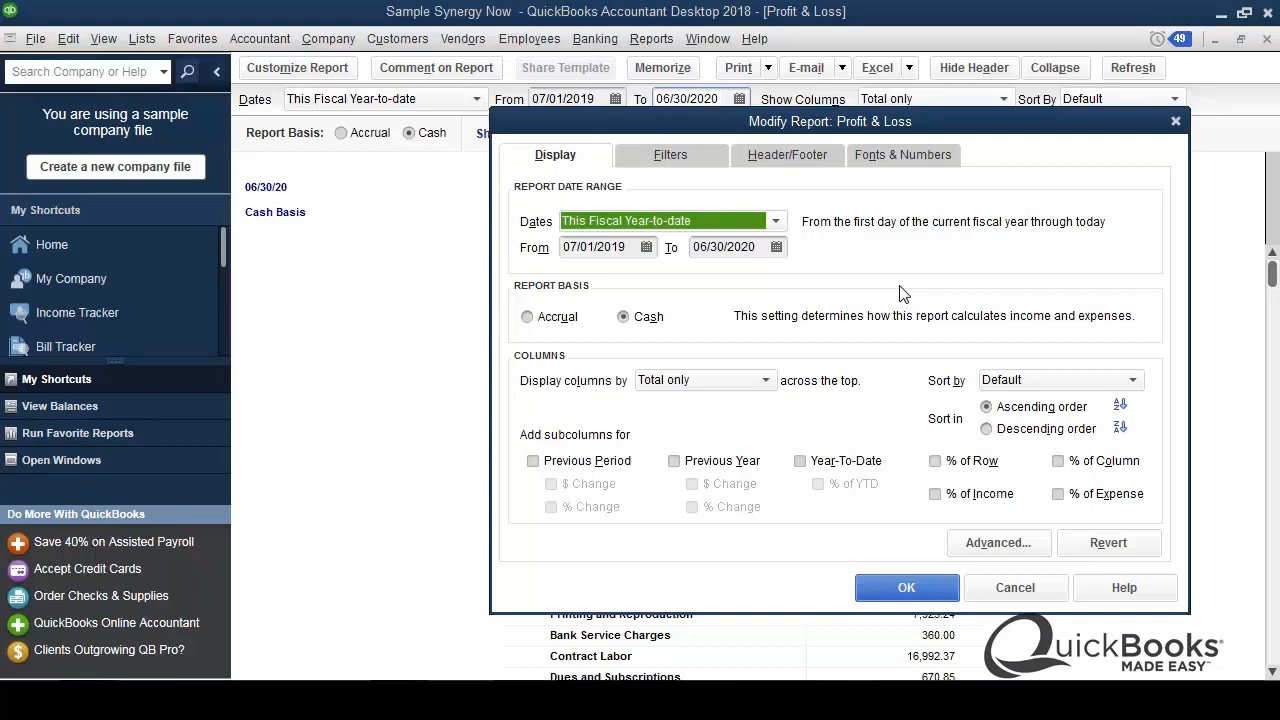 Sample Synergy Now - QuickBooks Accountant Desktop 2018 - [Profit & Loss]
File Edit View Lists Favorites Accountant Company Customers Vendors Employees Banking Reports Window Help 49
Search Company or Help
Customize Report Comment on Report Share Template Memorize Print E-mail Excel Hide Header Collapse Refresh
Dates This Fiscal Year-to-date From 07/01/2019 To 06/30/2020 Show Columns Total only Sort By Default
You are using a sample
company file
Create a new company file
Report Basis: Accrual Cash Sh
06/30/20
Cash Basis
My Shortcuts
Home
My Company
Income Tracker
Bill Tracker
My Shortcuts
View Balances
Run Favorite Reports
Open Windows
Do More With QuickBooks
Save 40% on Assisted Payroll
Accept Credit Cards
Order Checks & Supplies
QuickBooks Online Accountant
Clients Outgrowing QB Pro?
Modify Report: Profit & Loss
Display Filters Header/Footer Fonts & Numbers
REPORT DATE RANGE
Dates This Fiscal Year-to-date From the first day of the current fiscal year through today
From 07/01/2019 To 06/30/2020
REPORT BASIS
Accrual Cash This setting determines how this report calculates income and expenses.
COLUMNS
Display columns by Total only across the top. Sort by Default
Sort in Ascending order
Descending order
Add subcolumns for
Previous Period Previous Year Year-To-Date % of Row % of Column
$ Change $ Change % of YTD
% of Income % of Expense
% Change % Change
Advanced... Revert
OK Cancel Help
Printing and Reproduction
Bank Service Charges 360.00
Contract Labor 16,992.37
Dues and Subscriptions 670.85
QuickBooks
MADE EASY™